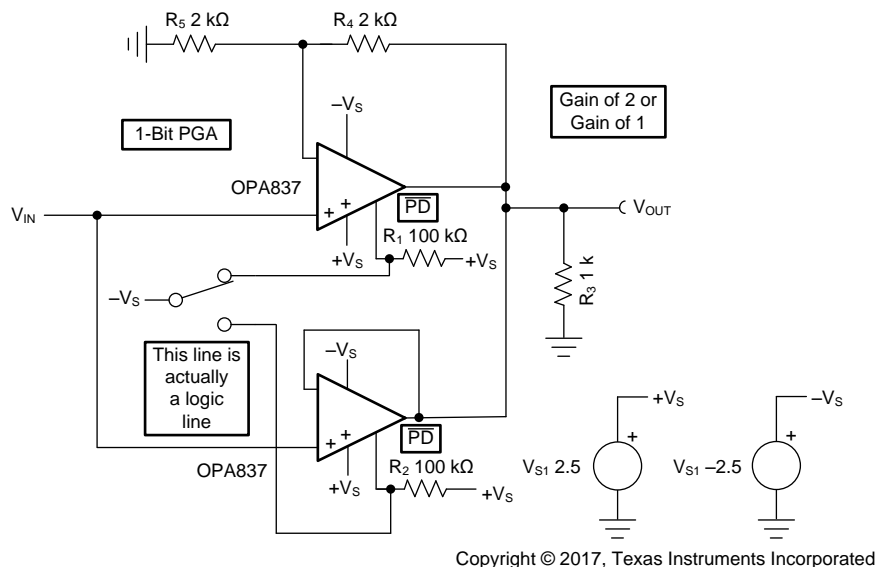 R5 2 kΩ
R4 2 kΩ
–VS
1-Bit PGA
Gain of 2 or
Gain of 1
OPA837
PD
VIN
+
+
VOUT
+VS
R1 100 kΩ
+VS
R3 1 k
–VS
This line is
actually
a logic
line
–VS
+
+
PD
OPA837
+VS
R2 100 kΩ
+VS
+VS
+
VS1 2.5
–VS
+
VS1 –2.5
Copyright © 2017, Texas Instruments Incorporated